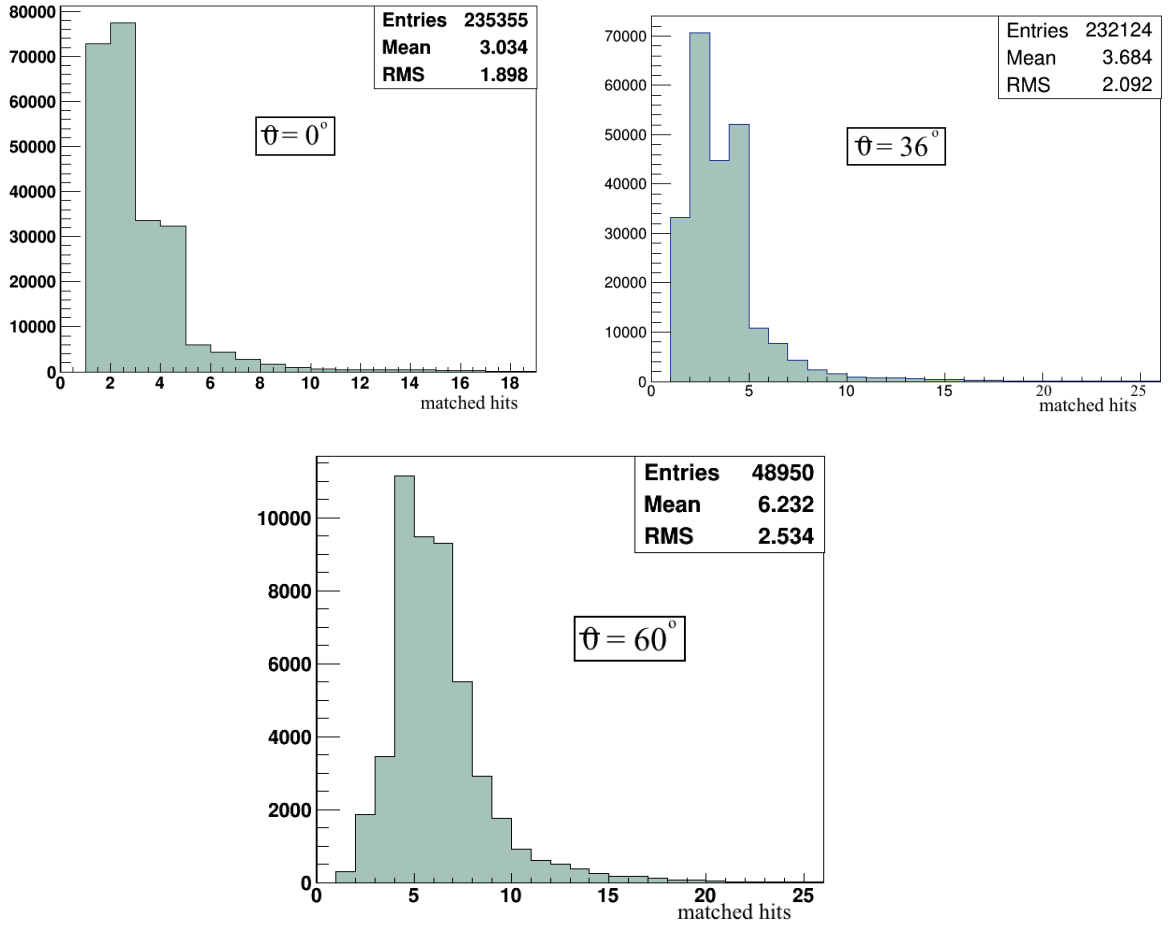 80000
70000
60000
50000
40000
30000
20000
10000
0
0 2 4 6 8 10 12 14 16 18
matched hits
Entries 235355
Mean 3.034
RMS 1.898
θ = 0°
70000
60000
50000
40000
30000
20000
10000
0
0 5 10 15 20 25
matched hits
Entries 232124
Mean 3.684
RMS 2.092
θ = 36°
10000
8000
6000
4000
2000
0
0 5 10 15 20 25
matched hits
Entries 48950
Mean 6.232
RMS 2.534
θ = 60°